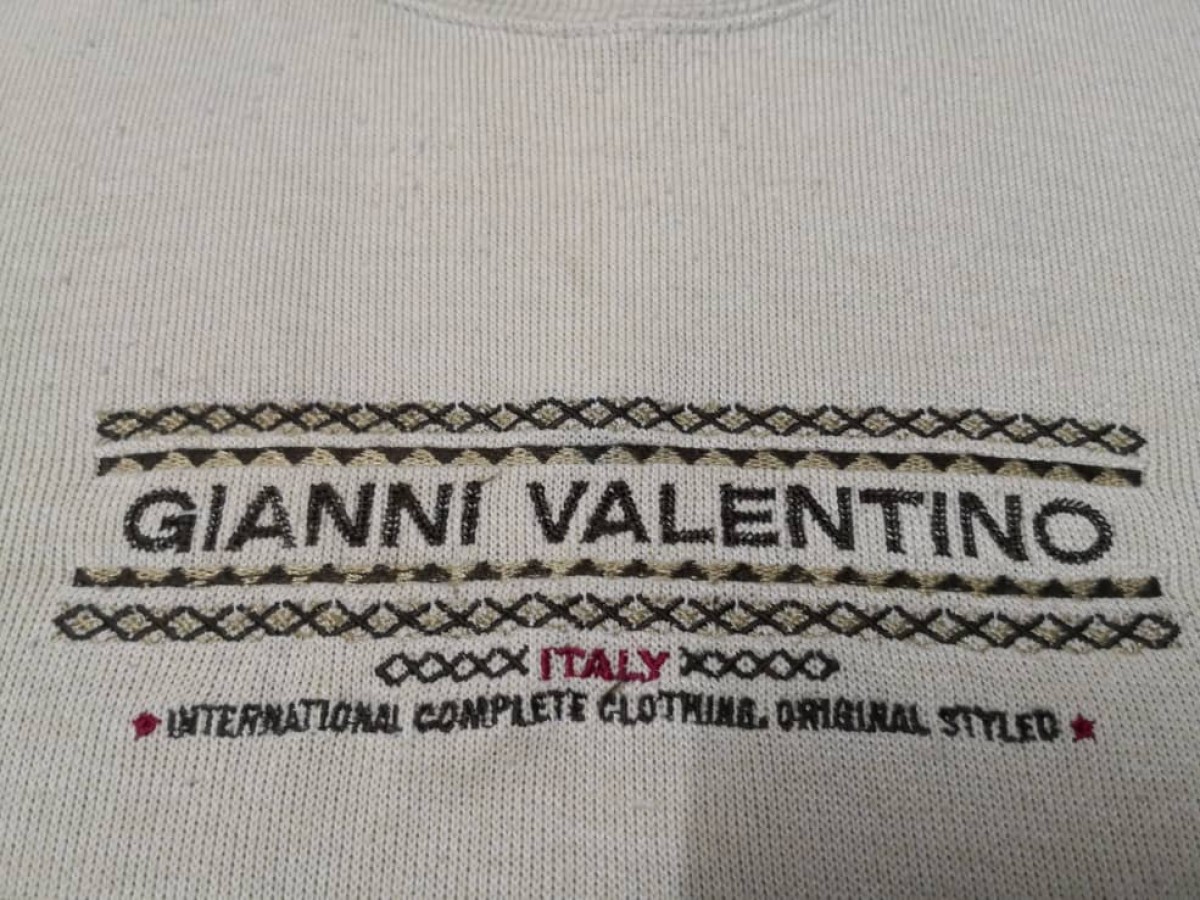 GIANNI VALENTINO
ITALY
INTERNATIONAL COMPLETE CLOTHING. ORIGINAL STYLED